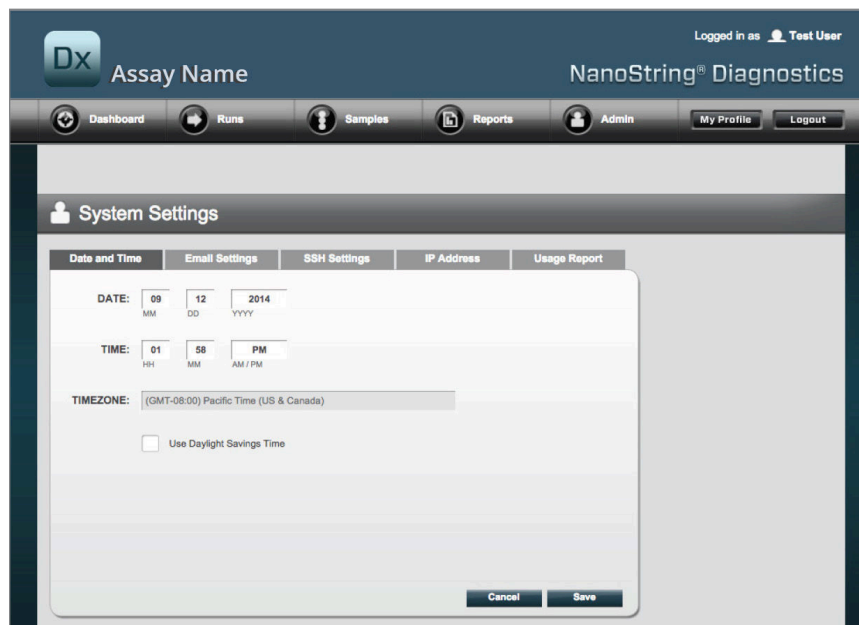 Logged in as Test User
Dx
Assay Name
NanoString® Diagnostics
Dashboard Runs Samples Reports Admin My Profile Logout
System Settings
Date and Time Email Settings SSH Settings IP Address Usage Report
DATE: 09 12 2014
MM DD YYYY
TIME: 01 58 PM
HH MM AM / PM
TIMEZONE: (GMT-08:00) Pacific Time (US & Canada)
Use Daylight Savings Time
Cancel Save